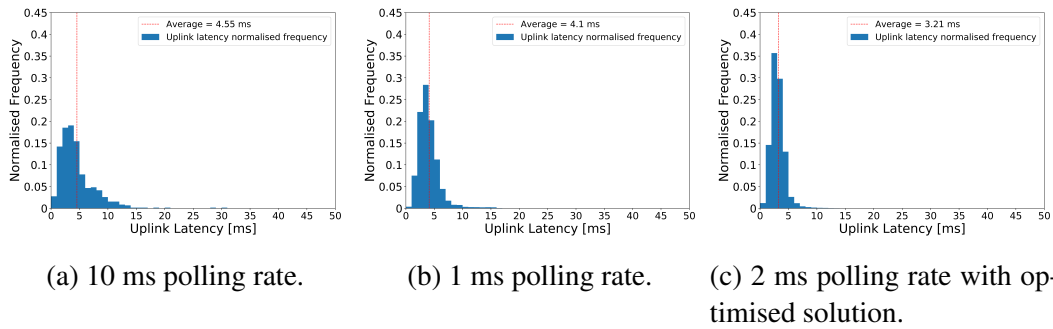 0.45
0.4
0.35
0.3
0.25
0.2
0.15
0.1
0.05
0
Normalised Frequency
Average = 4.55 ms
Uplink latency normalised frequency
0 5 10 15 20 25 30 35 40 45 50
Uplink Latency [ms]
(a) 10 ms polling rate.
0.45
0.4
0.35
0.3
0.25
0.2
0.15
0.1
0.05
0
Normalised Frequency
Average = 4.1 ms
Uplink latency normalised frequency
0 5 10 15 20 25 30 35 40 45 50
Uplink Latency [ms]
(b) 1 ms polling rate.
0.45
0.4
0.35
0.3
0.25
0.2
0.15
0.1
0.05
0
Normalised Frequency
Average = 3.21 ms
Uplink latency normalised frequency
0 5 10 15 20 25 30 35 40 45 50
Uplink Latency [ms]
(c) 2 ms polling rate with op-
timised solution.